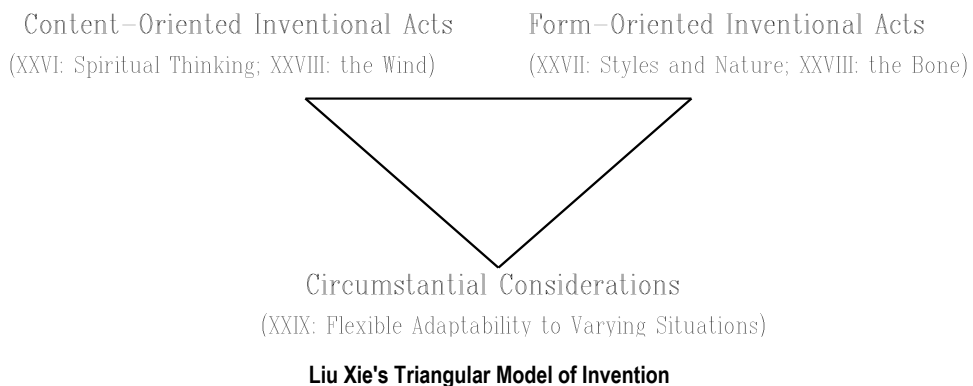 Content-Oriented Inventional Acts
Form-Oriented Inventional Acts
(XXVI: Spiritual Thinking; XXVIII: the Wind)
(XXVII: Styles and Nature; XXVIII: the Bone)
Circumstantial Considerations
(XXIX: Flexible Adaptability to Varying Situations)
Liu Xie's Triangular Model of Invention